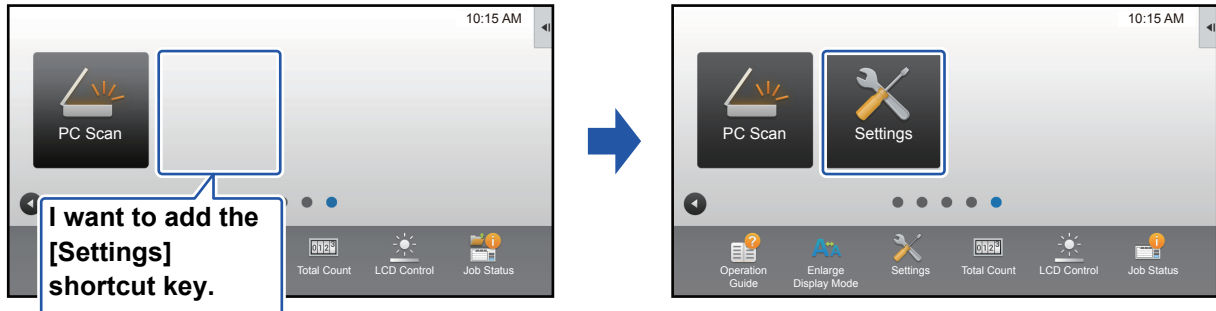 10:15 AM
PC Scan
I want to add the
[Settings]
shortcut key.
Total Count
LCD Control
Job Status
10:15 AM
PC Scan
Settings
Operation
Guide
Enlarge
Display Mode
Settings
Total Count
LCD Control
Job Status